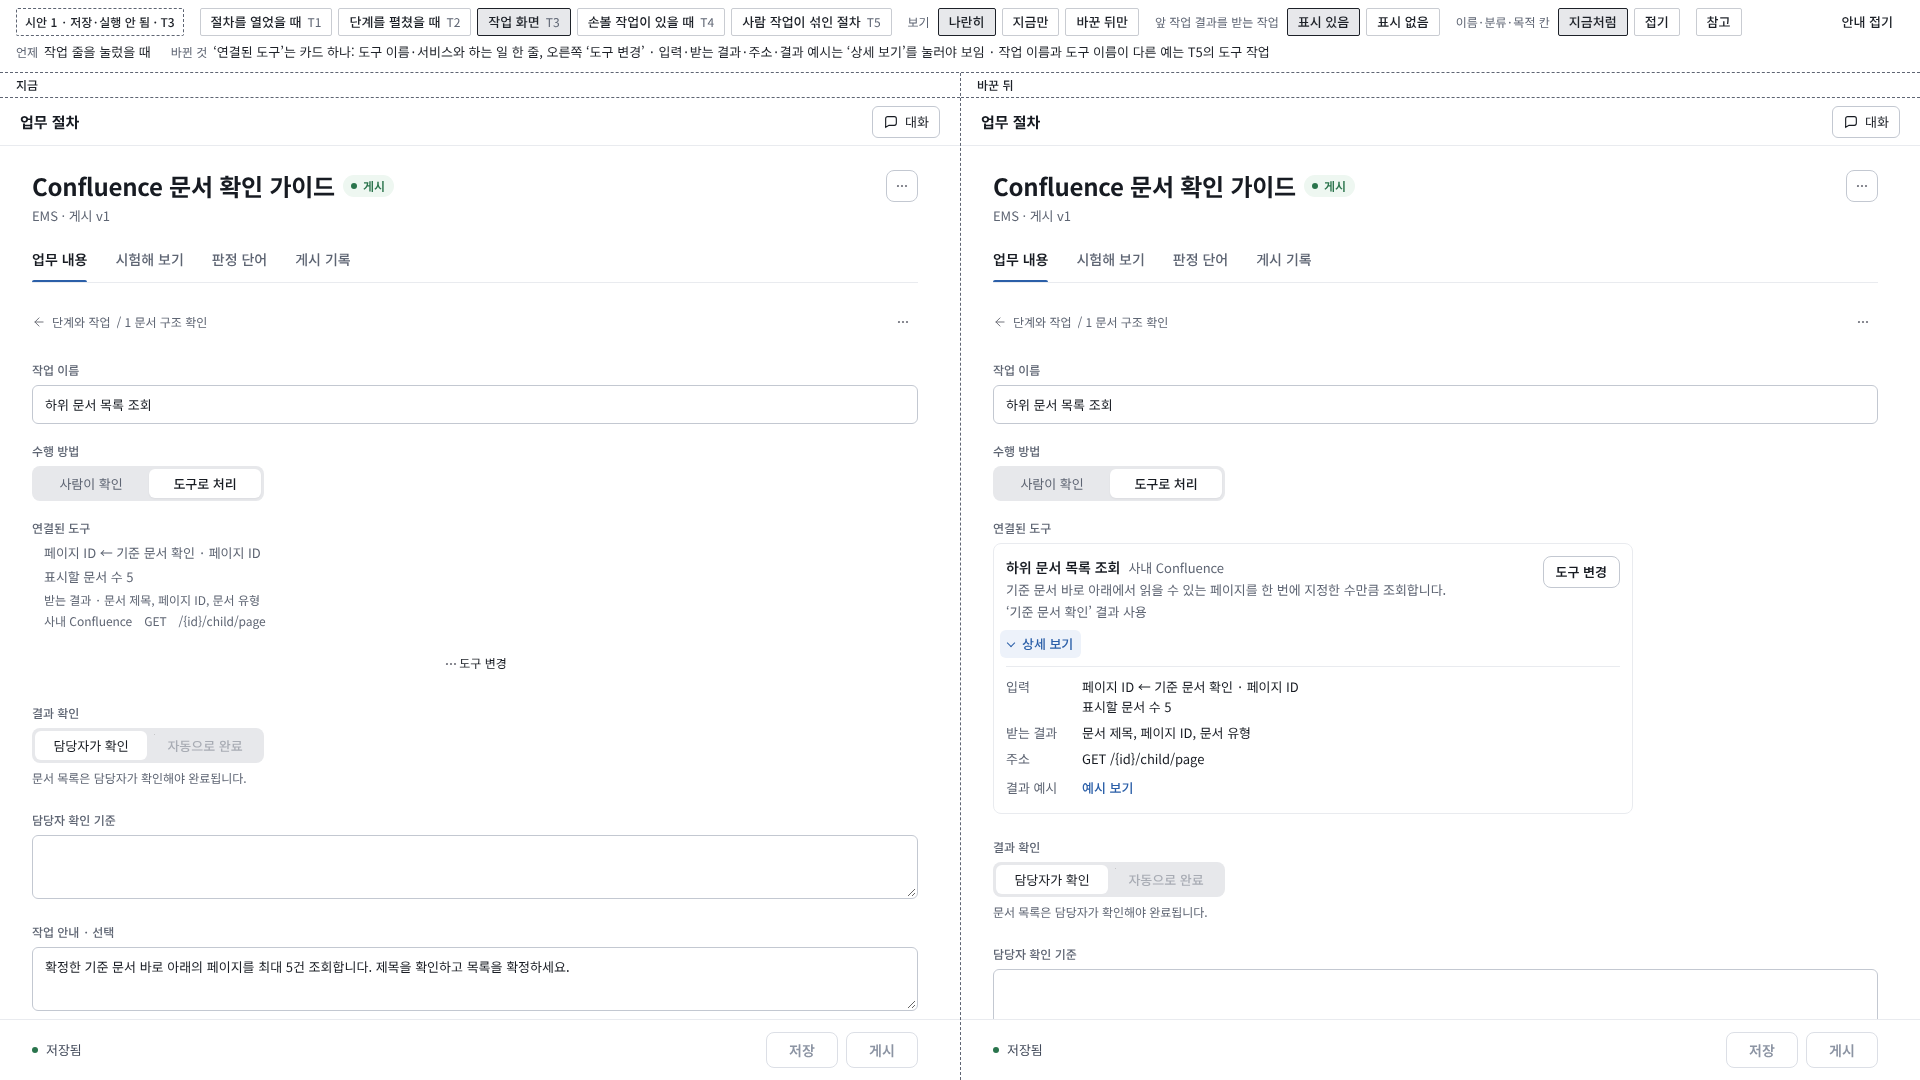 시안 1 · 저장·실행 안 됨 · T3 절차를 열었을 때 T1 단계를 펼쳤을 때 T2 작업 화면 T3 손볼 작업이 있을 때 T4 사람 작업이 섞인 절차 T5 보기 나란히 지금만 바꾼 뒤만 앞 작업 결과를 받는 작업 표시 있음 표시 없음 이름·분류·목적 칸 지금처럼 접기 참고 안내 접기
언제 작업 줄을 눌렀을 때 바뀐 것 ‘연결된 도구’는 카드 하나: 도구 이름·서비스와 하는 일 한 줄, 오른쪽 ‘도구 변경’ · 입력·받는 결과·주소·결과 예시는 ‘상세 보기’를 눌러야 보임 · 작업 이름과 도구 이름이 다른 예는 T5의 도구 작업
지금
업무 절차
대화
Confluence 문서 확인 가이드
게시
···
EMS · 게시 v1
업무 내용 시험해 보기 판정 단어 게시 기록
← 단계와 작업 / 1 문서 구조 확인 ···
작업 이름
하위 문서 목록 조회
수행 방법
사람이 확인 도구로 처리
연결된 도구
페이지 ID ← 기준 문서 확인 · 페이지 ID
표시할 문서 수 5
받는 결과 · 문서 제목, 페이지 ID, 문서 유형
사내 Confluence GET /{id}/child/page
··· 도구 변경
결과 확인
담당자가 확인 자동으로 완료
문서 목록은 담당자가 확인해야 완료됩니다.
담당자 확인 기준
작업 안내 · 선택
확정한 기준 문서 바로 아래의 페이지를 최대 5건 조회합니다. 제목을 확인하고 목록을 확정하세요.
저장됨 저장 게시
바꾼 뒤
업무 절차
대화
Confluence 문서 확인 가이드
게시
···
EMS · 게시 v1
업무 내용 시험해 보기 판정 단어 게시 기록
← 단계와 작업 / 1 문서 구조 확인 ···
작업 이름
하위 문서 목록 조회
수행 방법
사람이 확인 도구로 처리
연결된 도구
하위 문서 목록 조회 사내 Confluence
도구 변경
기준 문서 바로 아래에서 읽을 수 있는 페이지를 한 번에 지정한 수만큼 조회합니다.
‘기준 문서 확인’ 결과 사용
상세 보기
입력 페이지 ID ← 기준 문서 확인 · 페이지 ID
표시할 문서 수 5
받는 결과 문서 제목, 페이지 ID, 문서 유형
주소 GET /{id}/child/page
결과 예시 예시 보기
결과 확인
담당자가 확인 자동으로 완료
문서 목록은 담당자가 확인해야 완료됩니다.
담당자 확인 기준
저장됨 저장 게시